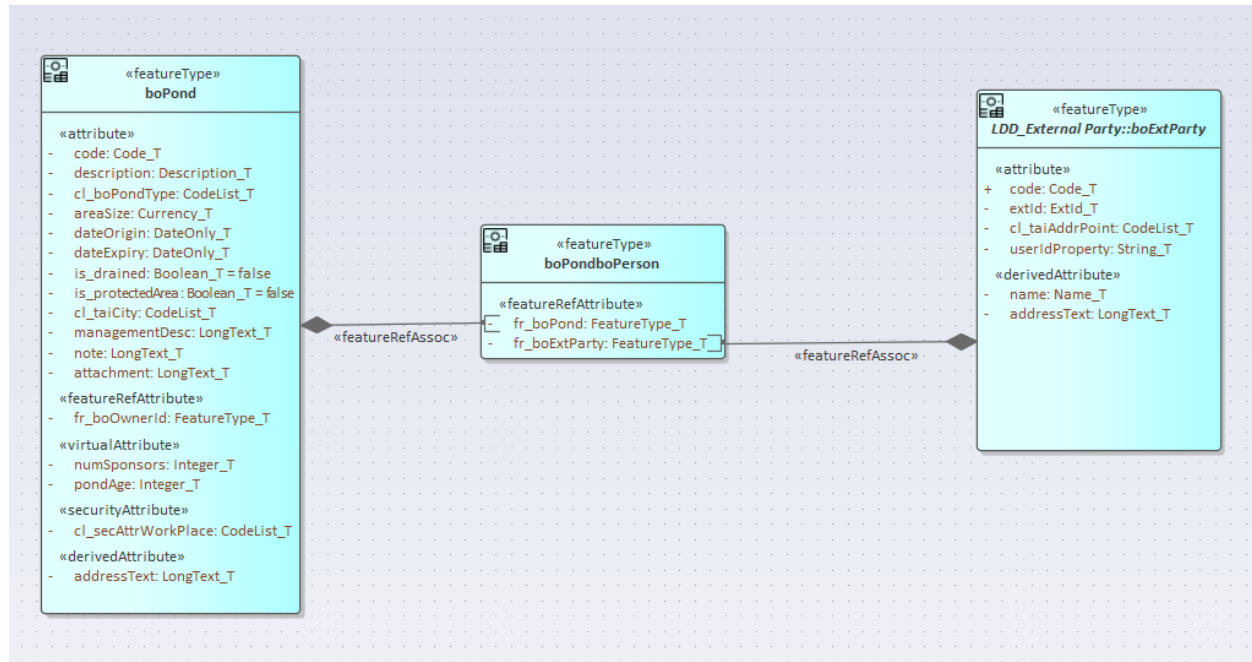 «featureType»
boPond
«attribute»
- code: Code_T
- description: Description_T
- cl_boPondType: CodeList_T
- areaSize: Currency_T
- dateOrigin: DateOnly_T
- dateExpiry: DateOnly_T
- is_drained: Boolean_T = false
- is_protectedArea: Boolean_T = false
- cl_taiCity: CodeList_T
- managementDesc: LongText_T
- note: LongText_T
- attachment: LongText_T
«featureRefAttribute»
- fr_boOwnerId: FeatureType_T
«virtualAttribute»
- numSponsors: Integer_T
- pondAge: Integer_T
«securityAttribute»
- cl_secAttrWorkPlace: CodeList_T
«derivedAttribute»
- addressText: LongText_T
«featureRefAssoc»
«featureType»
boPondboPerson
«featureRefAttribute»
- fr_boPond: FeatureType_T
- fr_boExtParty: FeatureType_T
«featureRefAssoc»
«featureType»
LDD_External Party::boExtParty
«attribute»
+ code: Code_T
- extId: ExtId_T
- cl_taiAddrPoint: CodeList_T
- userIdProperty: String_T
«derivedAttribute»
- name: Name_T
- addressText: LongText_T